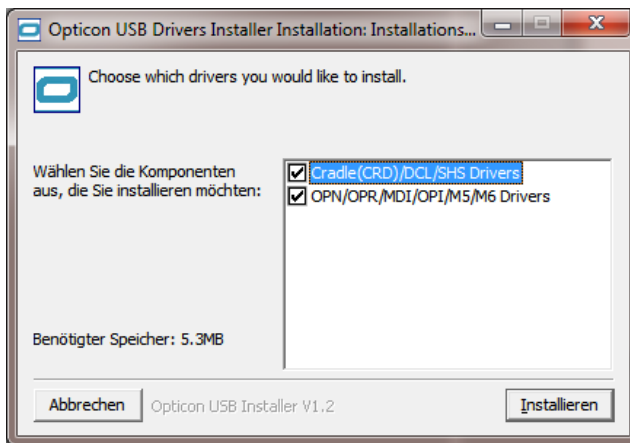 Opticon USB Drivers Installer Installation: Installations...
Choose which drivers you would like to install.
Wählen Sie die Komponenten
aus, die Sie installieren möchten:
Cradle(CRD)/DCL/SHS Drivers
OPN/OPR/MDI/OPI/M5/M6 Drivers
Benötigter Speicher: 5.3MB
Abbrechen
Opticon USB Installer V1.2
Installieren